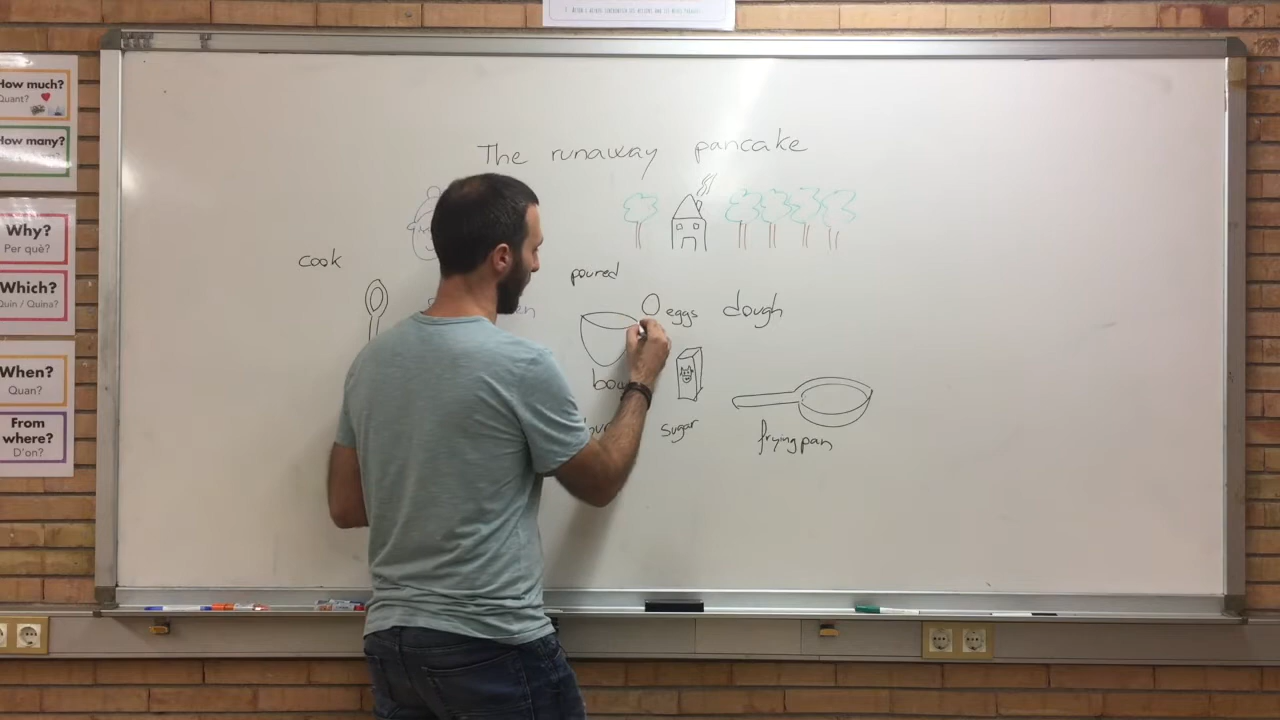 How much?
Quant?
How many?
Why?
Per què?
Which?
Quin / Quina?
When?
Quan?
From
where?
D'on?
The runaway pancake
cook
poured
eggs dough
sugar
frying pan